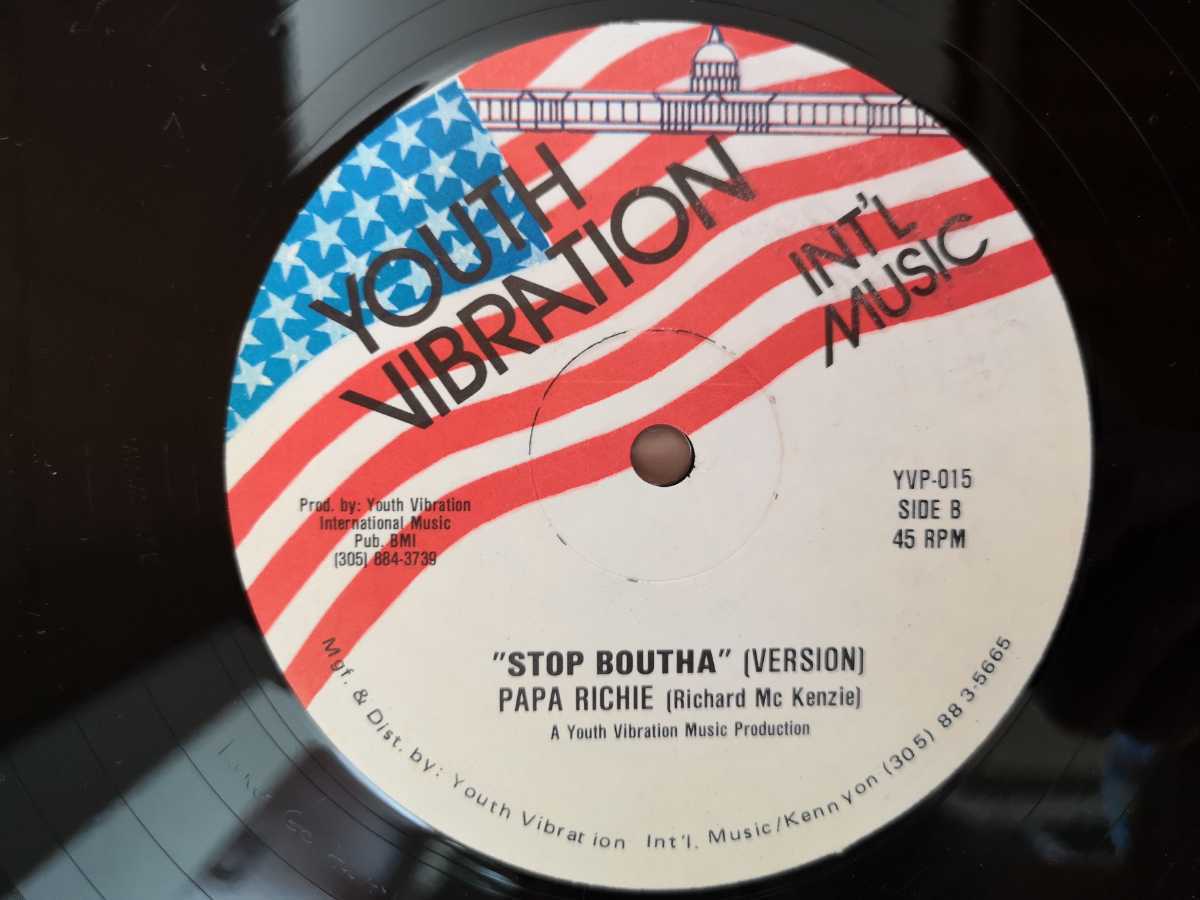 YOUTH
VIBRATION
INT'L
MUSIC
Prod. by: Youth Vibration
International Music
Pub. BMI
(305) 884-3739
YVP-015
SIDE B
45 RPM
"STOP BOUTHA" (VERSION)
PAPA RICHIE (Richard Mc Kenzie)
A Youth Vibration Music Production
Mgf. & Dist. by: Youth Vibration Int'l. Music/Kennyon (305) 883-5665